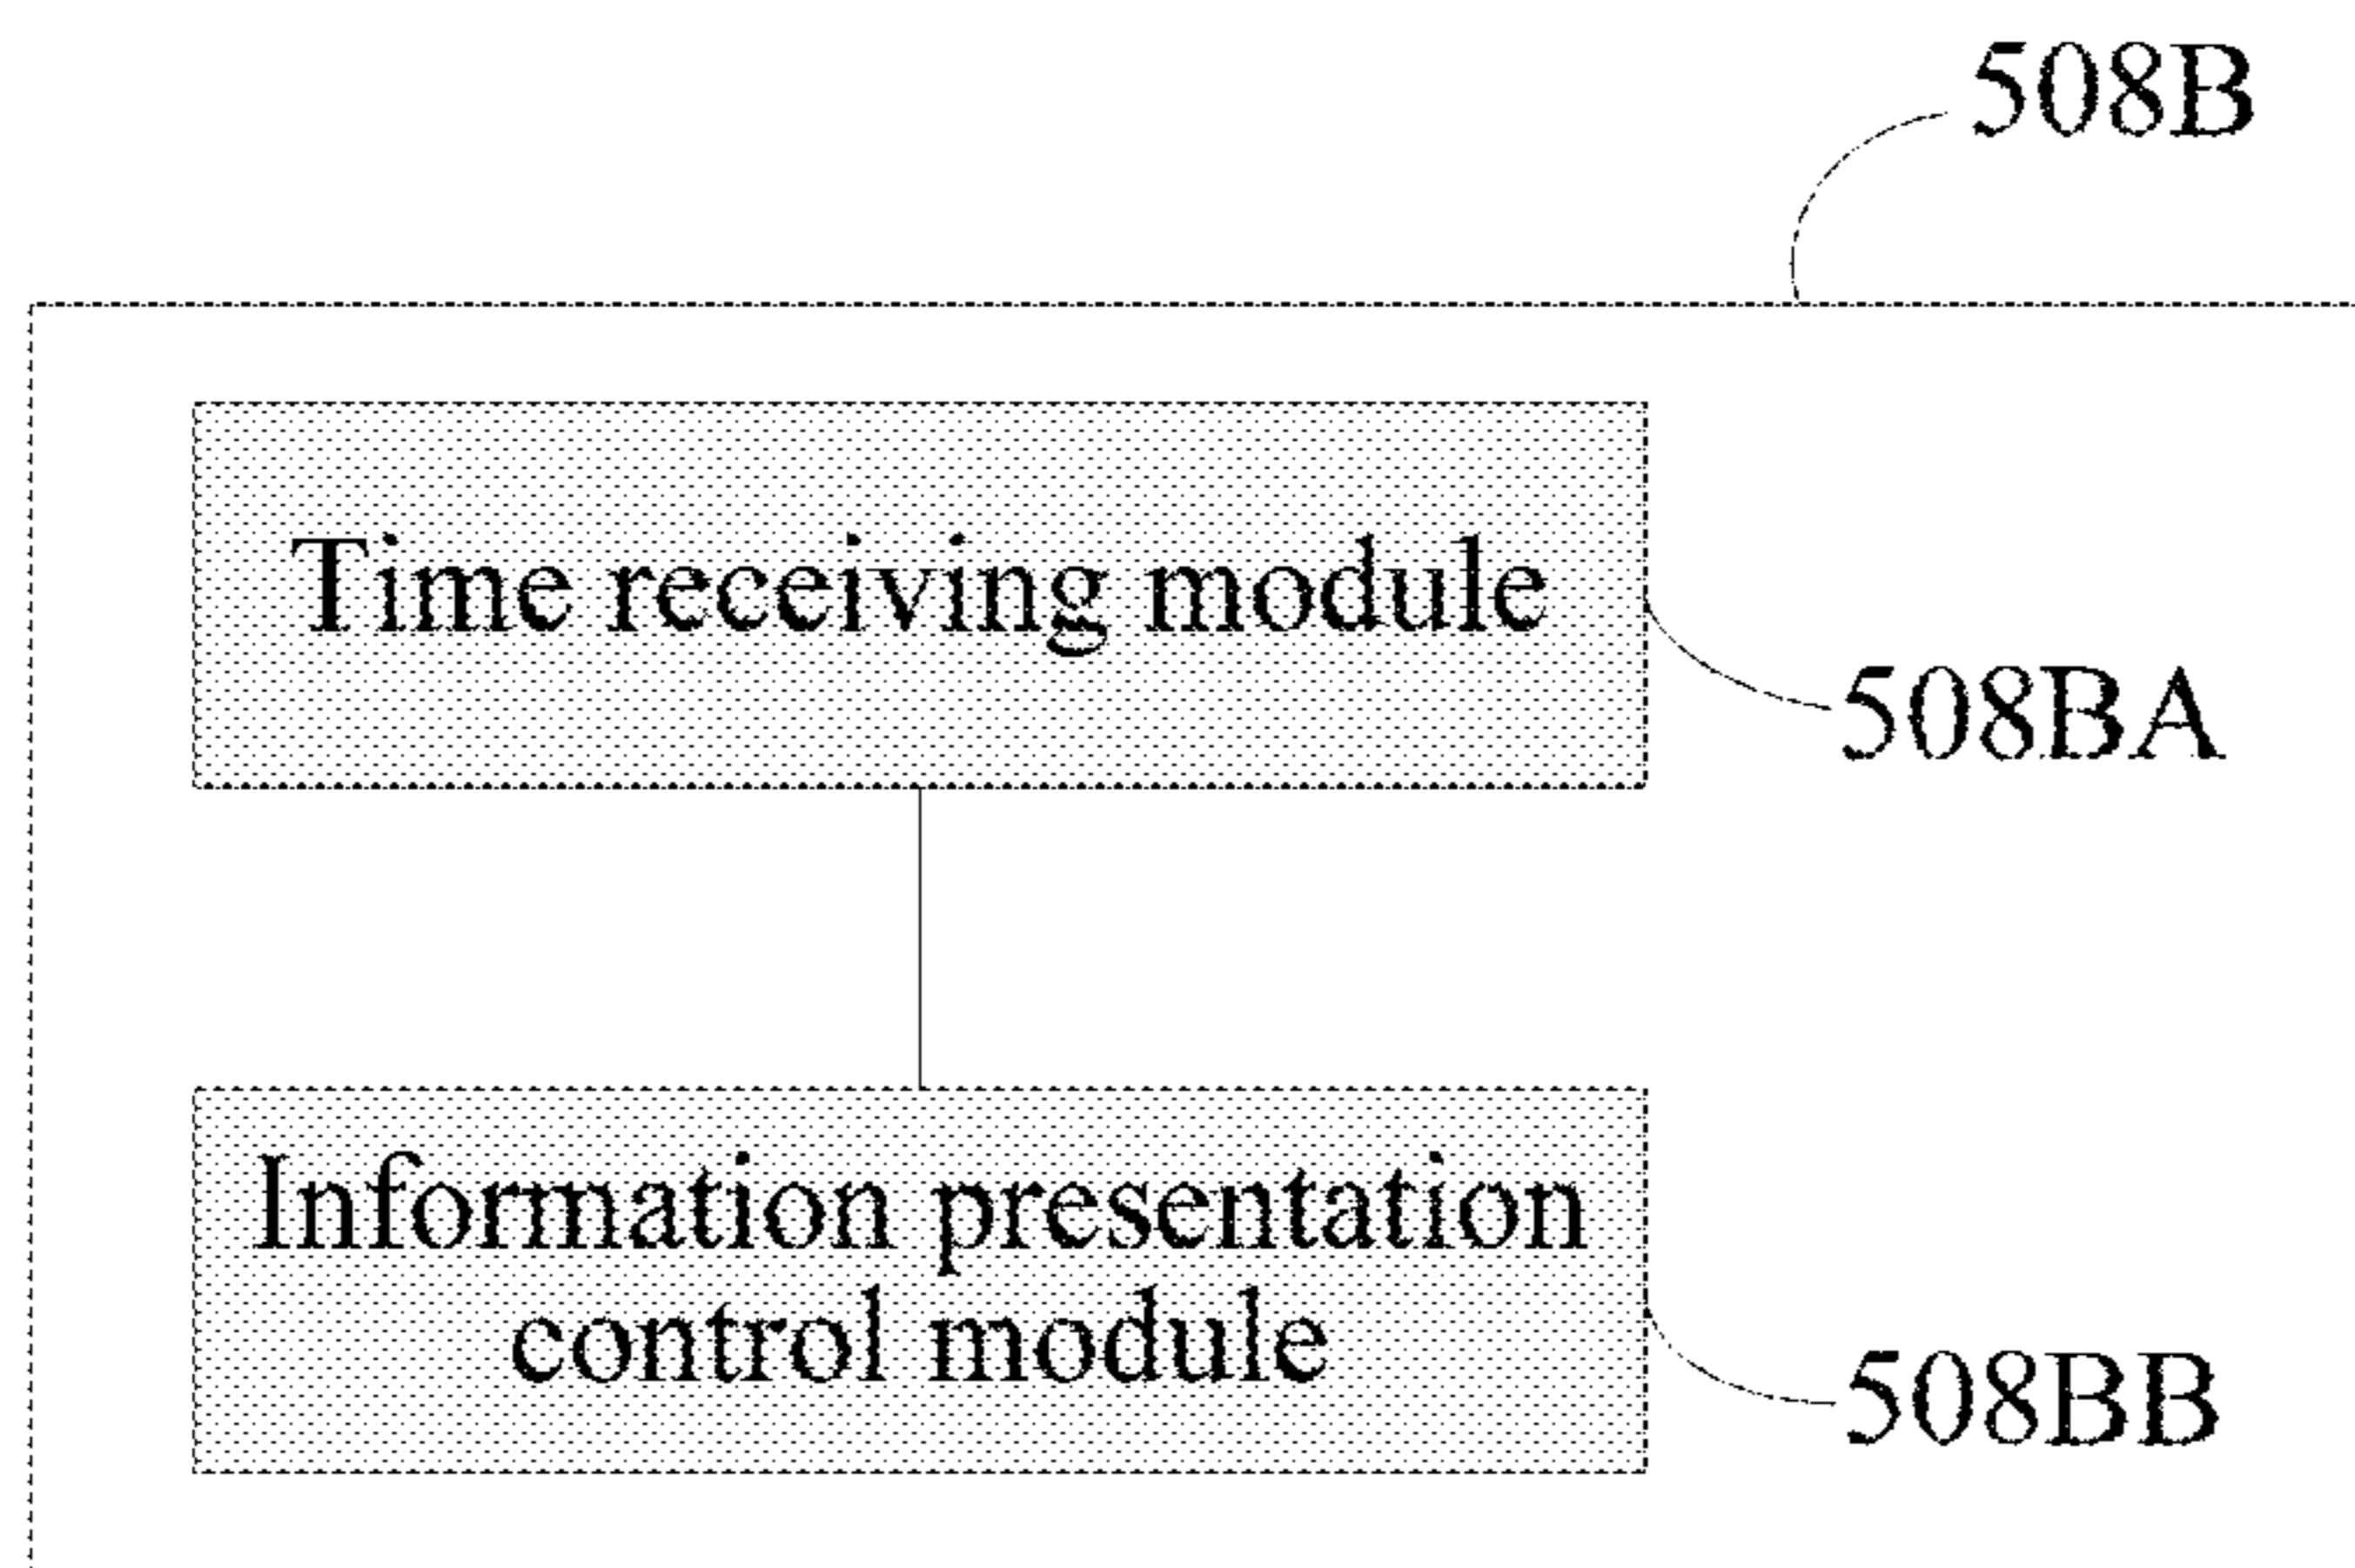 508B
Time receiving module
508BA
Information presentation
control module
508BB